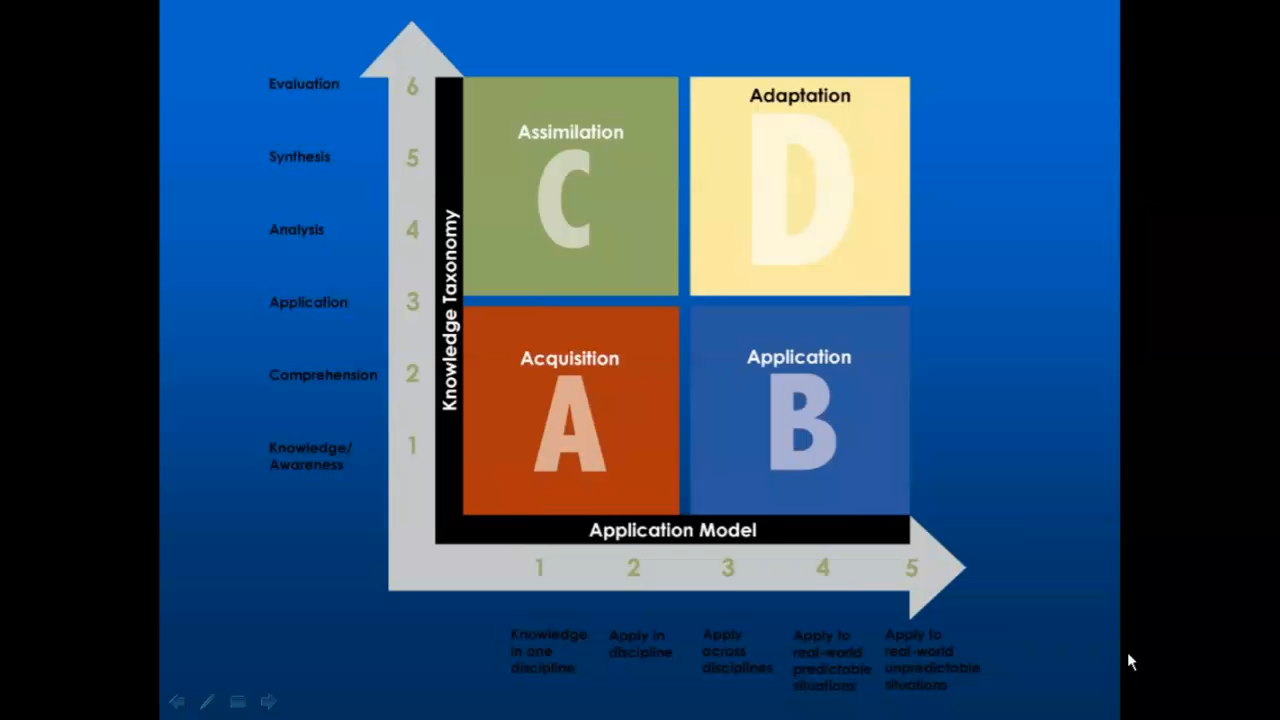 Evaluation
6
Synthesis
5
Analysis
4
Application
3
Comprehension
2
Knowledge/
Awareness
1
Knowledge Taxonomy
Assimilation
C
Adaptation
D
Acquisition
A
Application
B
Application Model
1 2 3 4 5
Knowledge
in one
discipline
Apply in
discipline
Apply
across
disciplines
Apply to
real-world
predictable
situations
Apply to
real-world
unpredictable
situations